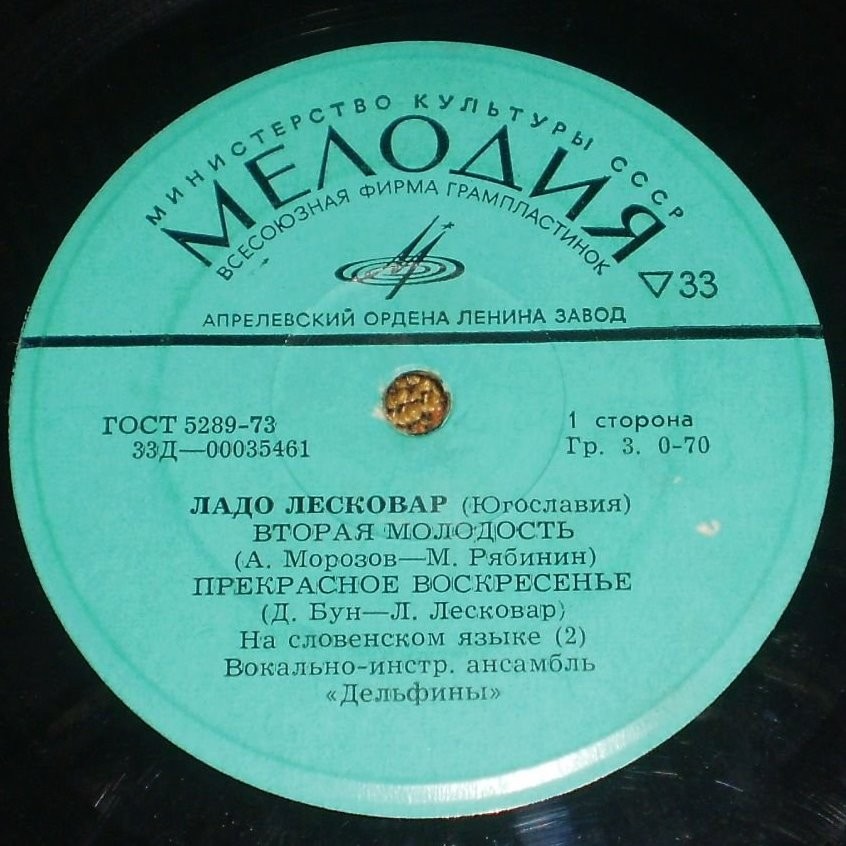 МИНИСТЕРСТВО КУЛЬТУРЫ СССР
МЕЛОДИЯ
ВСЕСОЮЗНАЯ ФИРМА ГРАМПЛАСТИНОК
33
АПРЕЛЕВСКИЙ ОРДЕНА ЛЕНИНА ЗАВОД
ГОСТ 5289-73
33Д—00035461
1 сторона
Гр. 3. 0-70
ЛАДО ЛЕСКОВАР (Югославия)
ВТОРАЯ МОЛОДОСТЬ
(А. Морозов—М. Рябинин)
ПРЕКРАСНОЕ ВОСКРЕСЕНЬЕ
(Д. Бун—Л. Лесковар)
На словенском языке (2)
Вокально-инстр. ансамбль
«Дельфины»